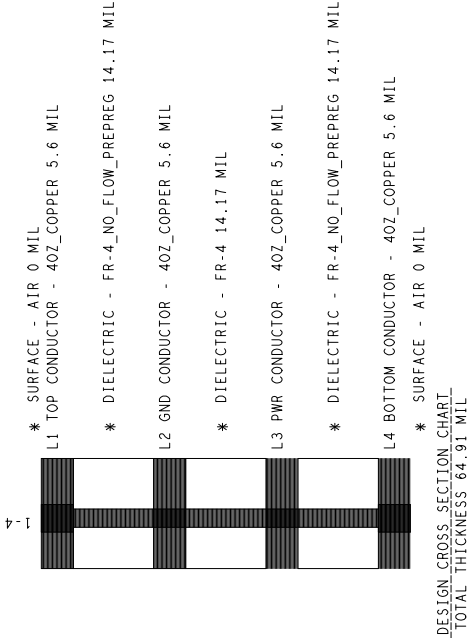 * SURFACE - AIR 0 MIL
L1 TOP CONDUCTOR - 4OZ_COPPER 5.6 MIL
* DIELECTRIC - FR-4_NO_FLOW_PREPREG 14.17 MIL
L2 GND CONDUCTOR - 4OZ_COPPER 5.6 MIL
* DIELECTRIC - FR-4 14.17 MIL
L3 PWR CONDUCTOR - 4OZ_COPPER 5.6 MIL
* DIELECTRIC - FR-4_NO_FLOW_PREPREG 14.17 MIL
L4 BOTTOM CONDUCTOR - 4OZ_COPPER 5.6 MIL
* SURFACE - AIR 0 MIL
1-4
DESIGN CROSS SECTION CHART
TOTAL THICKNESS 64.91 MIL